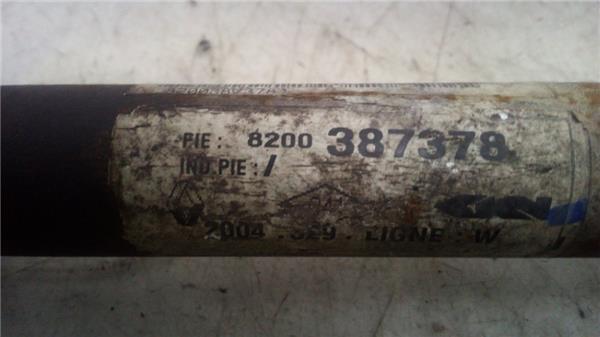 PIE : 8200 387378
IND.PIE : /
2004 . 329 . LIGNE : W